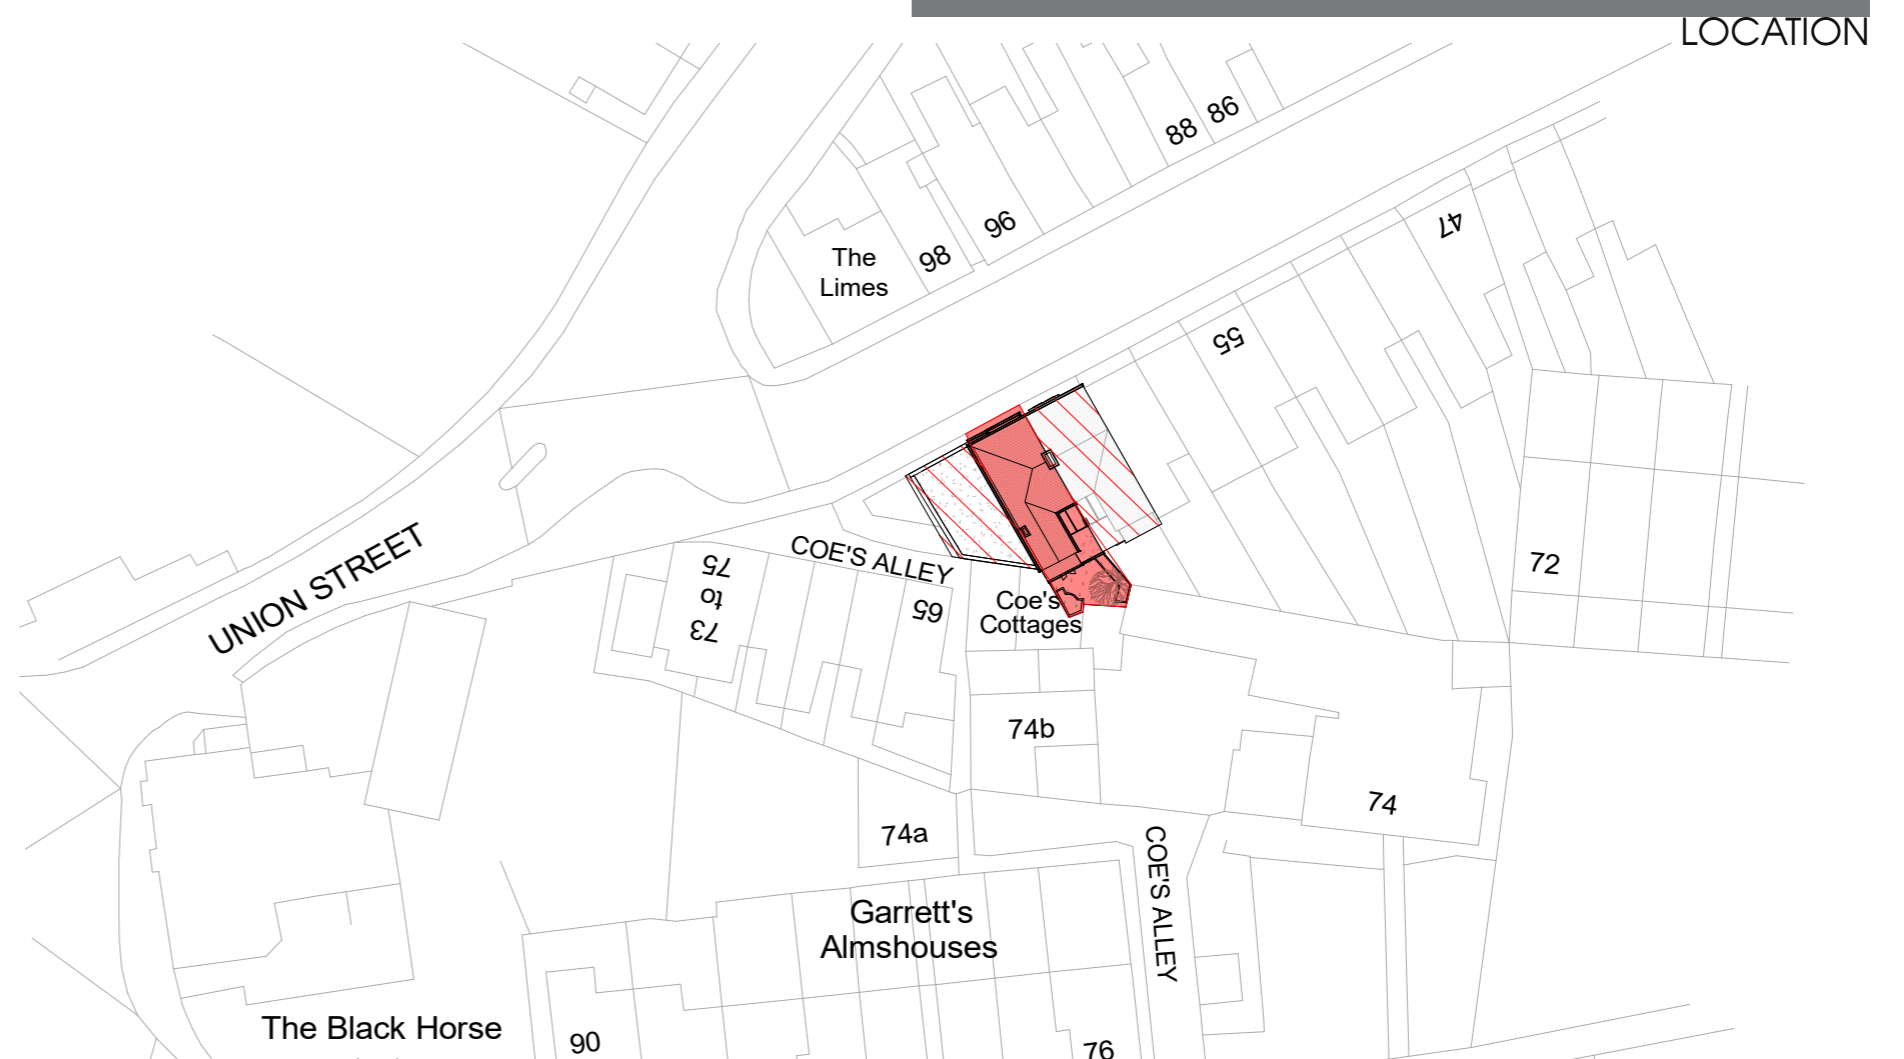 LOCATION
86
88
96
98
The
Limes
47
55
UNION STREET
COE'S ALLEY
75
to
73
65
Coe's
Cottages
72
74b
74
74a
COE'S ALLEY
Garrett's
Almshouses
The Black Horse
90
76